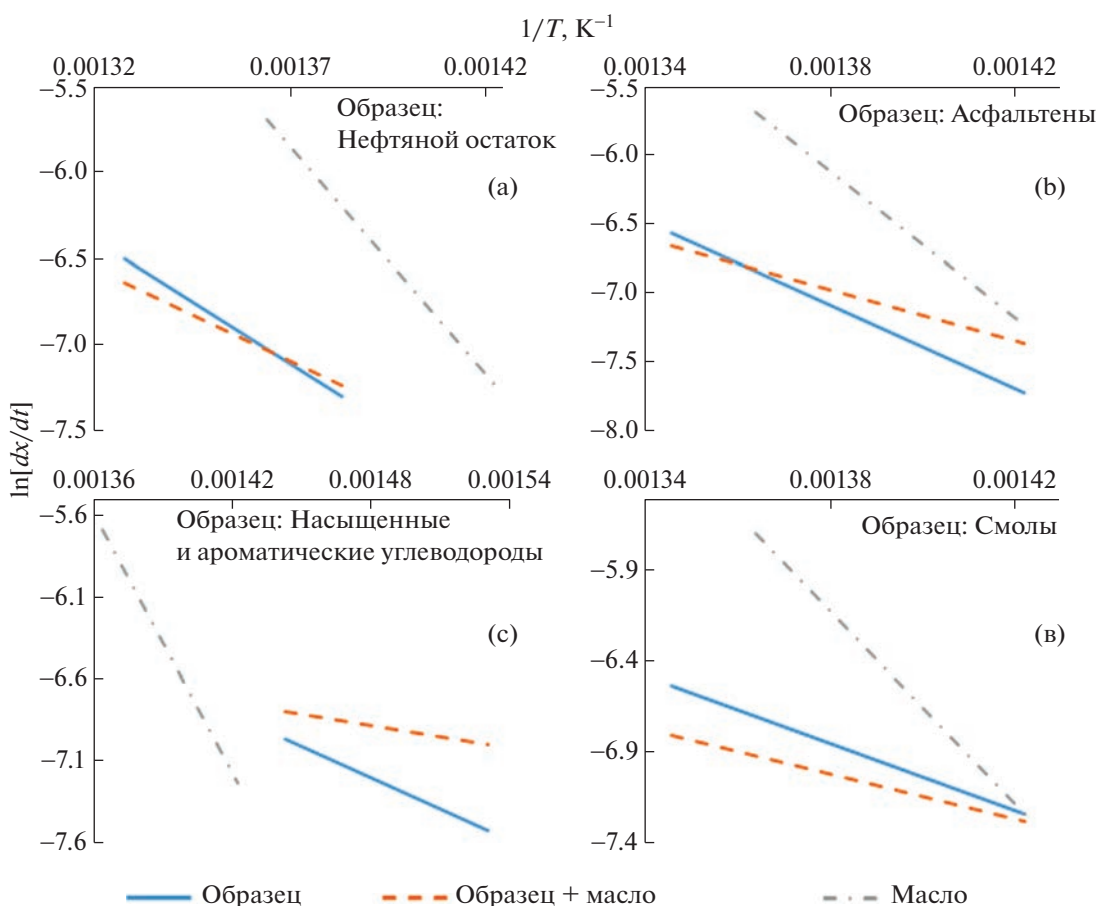 1/T, K⁻¹
0.00132 0.00137 0.00142
−5.5
−6.0
−6.5
−7.0
−7.5
Образец:
Нефтяной остаток
(a)
0.00134 0.00138 0.00142
−5.5
−6.0
−6.5
−7.0
−7.5
−8.0
Образец: Асфальтены
(b)
ln[dx/dt]
0.00136 0.00142 0.00148 0.00154
−5.6
−6.1
−6.6
−7.1
−7.6
Образец: Насыщенные
и ароматические углеводороды
(c)
0.00134 0.00138 0.00142
−5.9
−6.4
−6.9
−7.4
Образец: Смолы
(в)
Образец Образец + масло Масло